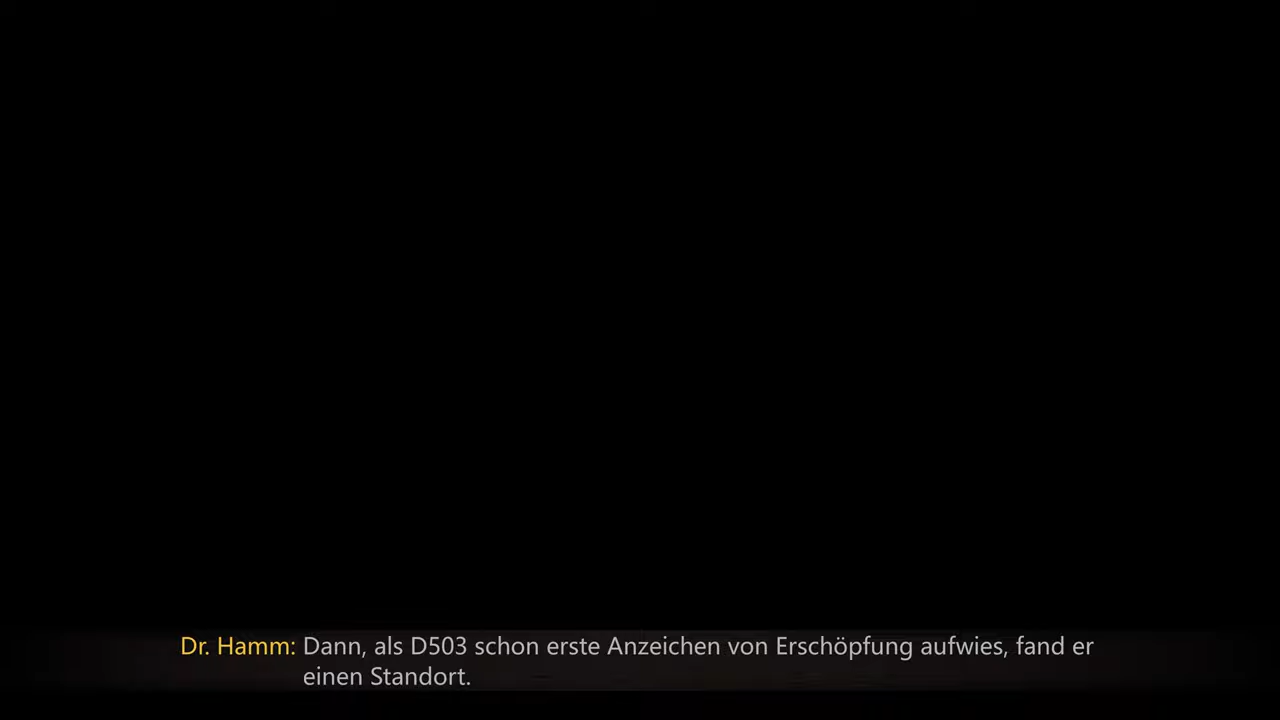 Dr. Hamm: Dann, als D503 schon erste Anzeichen von Erschöpfung aufwies, fand er
einen Standort.